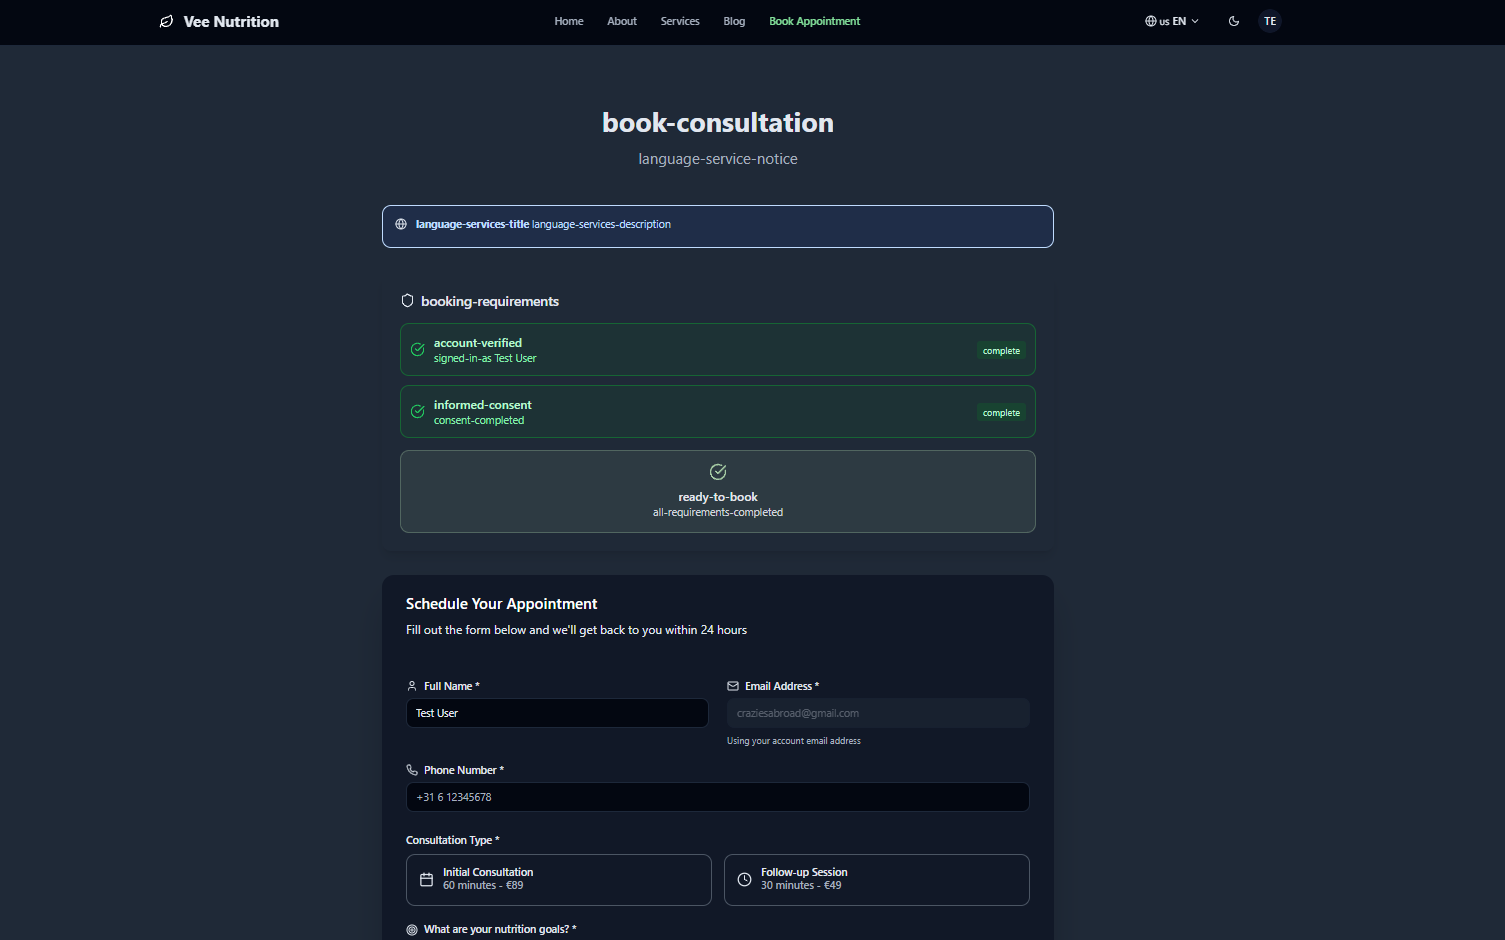 Vee Nutrition
Home About Services Blog Book Appointment
us EN
TE
book-consultation
language-service-notice
language-services-title language-services-description
booking-requirements
account-verified
signed-in-as Test User
complete
informed-consent
consent-completed
complete
ready-to-book
all-requirements-completed
Schedule Your Appointment
Fill out the form below and we'll get back to you within 24 hours
Full Name *
Test User
Email Address *
craziesabroad@gmail.com
Using your account email address
Phone Number *
+31 6 12345678
Consultation Type *
Initial Consultation
60 minutes - €89
Follow-up Session
30 minutes - €49
What are your nutrition goals? *